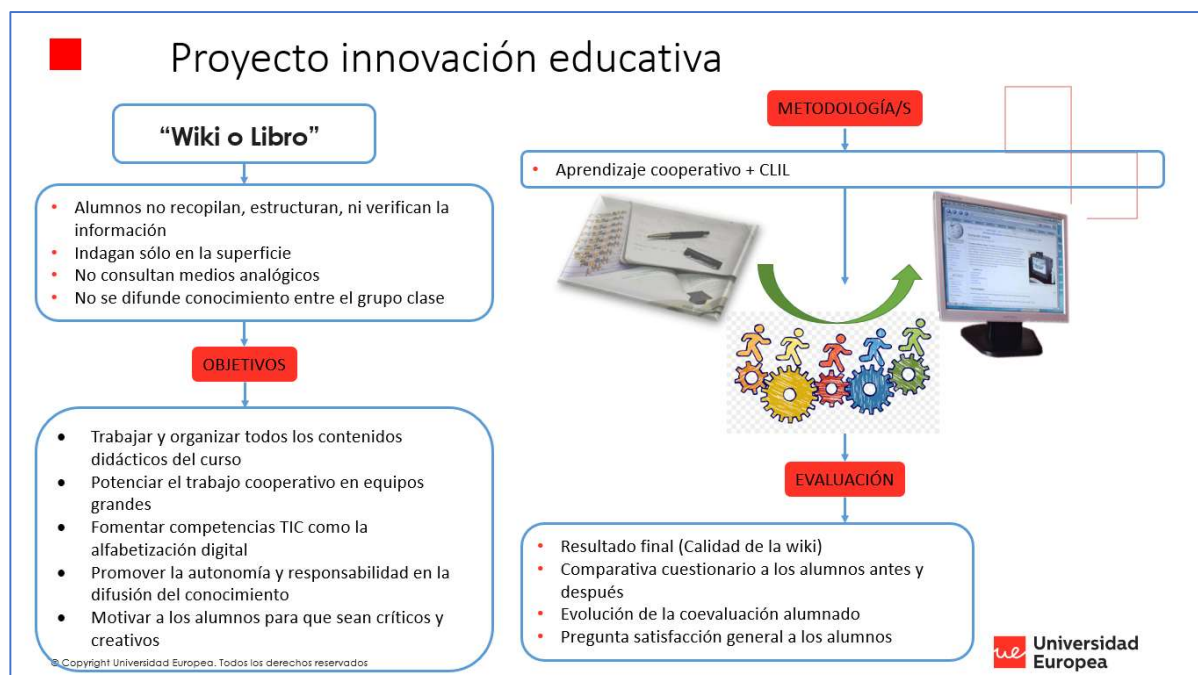 Proyecto innovación educativa
“Wiki o Libro”
• Alumnos no recopilan, estructuran, ni verifican la
información
• Indagan sólo en la superficie
• No consultan medios analógicos
• No se difunde conocimiento entre el grupo clase
OBJETIVOS
• Trabajar y organizar todos los contenidos
didácticos del curso
• Potenciar el trabajo cooperativo en equipos
grandes
• Fomentar competencias TIC como la
alfabetización digital
• Promover la autonomía y responsabilidad en la
difusión del conocimiento
• Motivar a los alumnos para que sean críticos y
creativos
© Copyright Universidad Europea. Todos los derechos reservados
METODOLOGÍA/S
• Aprendizaje cooperativo + CLIL
EVALUACIÓN
• Resultado final (Calidad de la wiki)
• Comparativa cuestionario a los alumnos antes y
después
• Evolución de la coevaluación alumnado
• Pregunta satisfacción general a los alumnos
ue Universidad
Europea